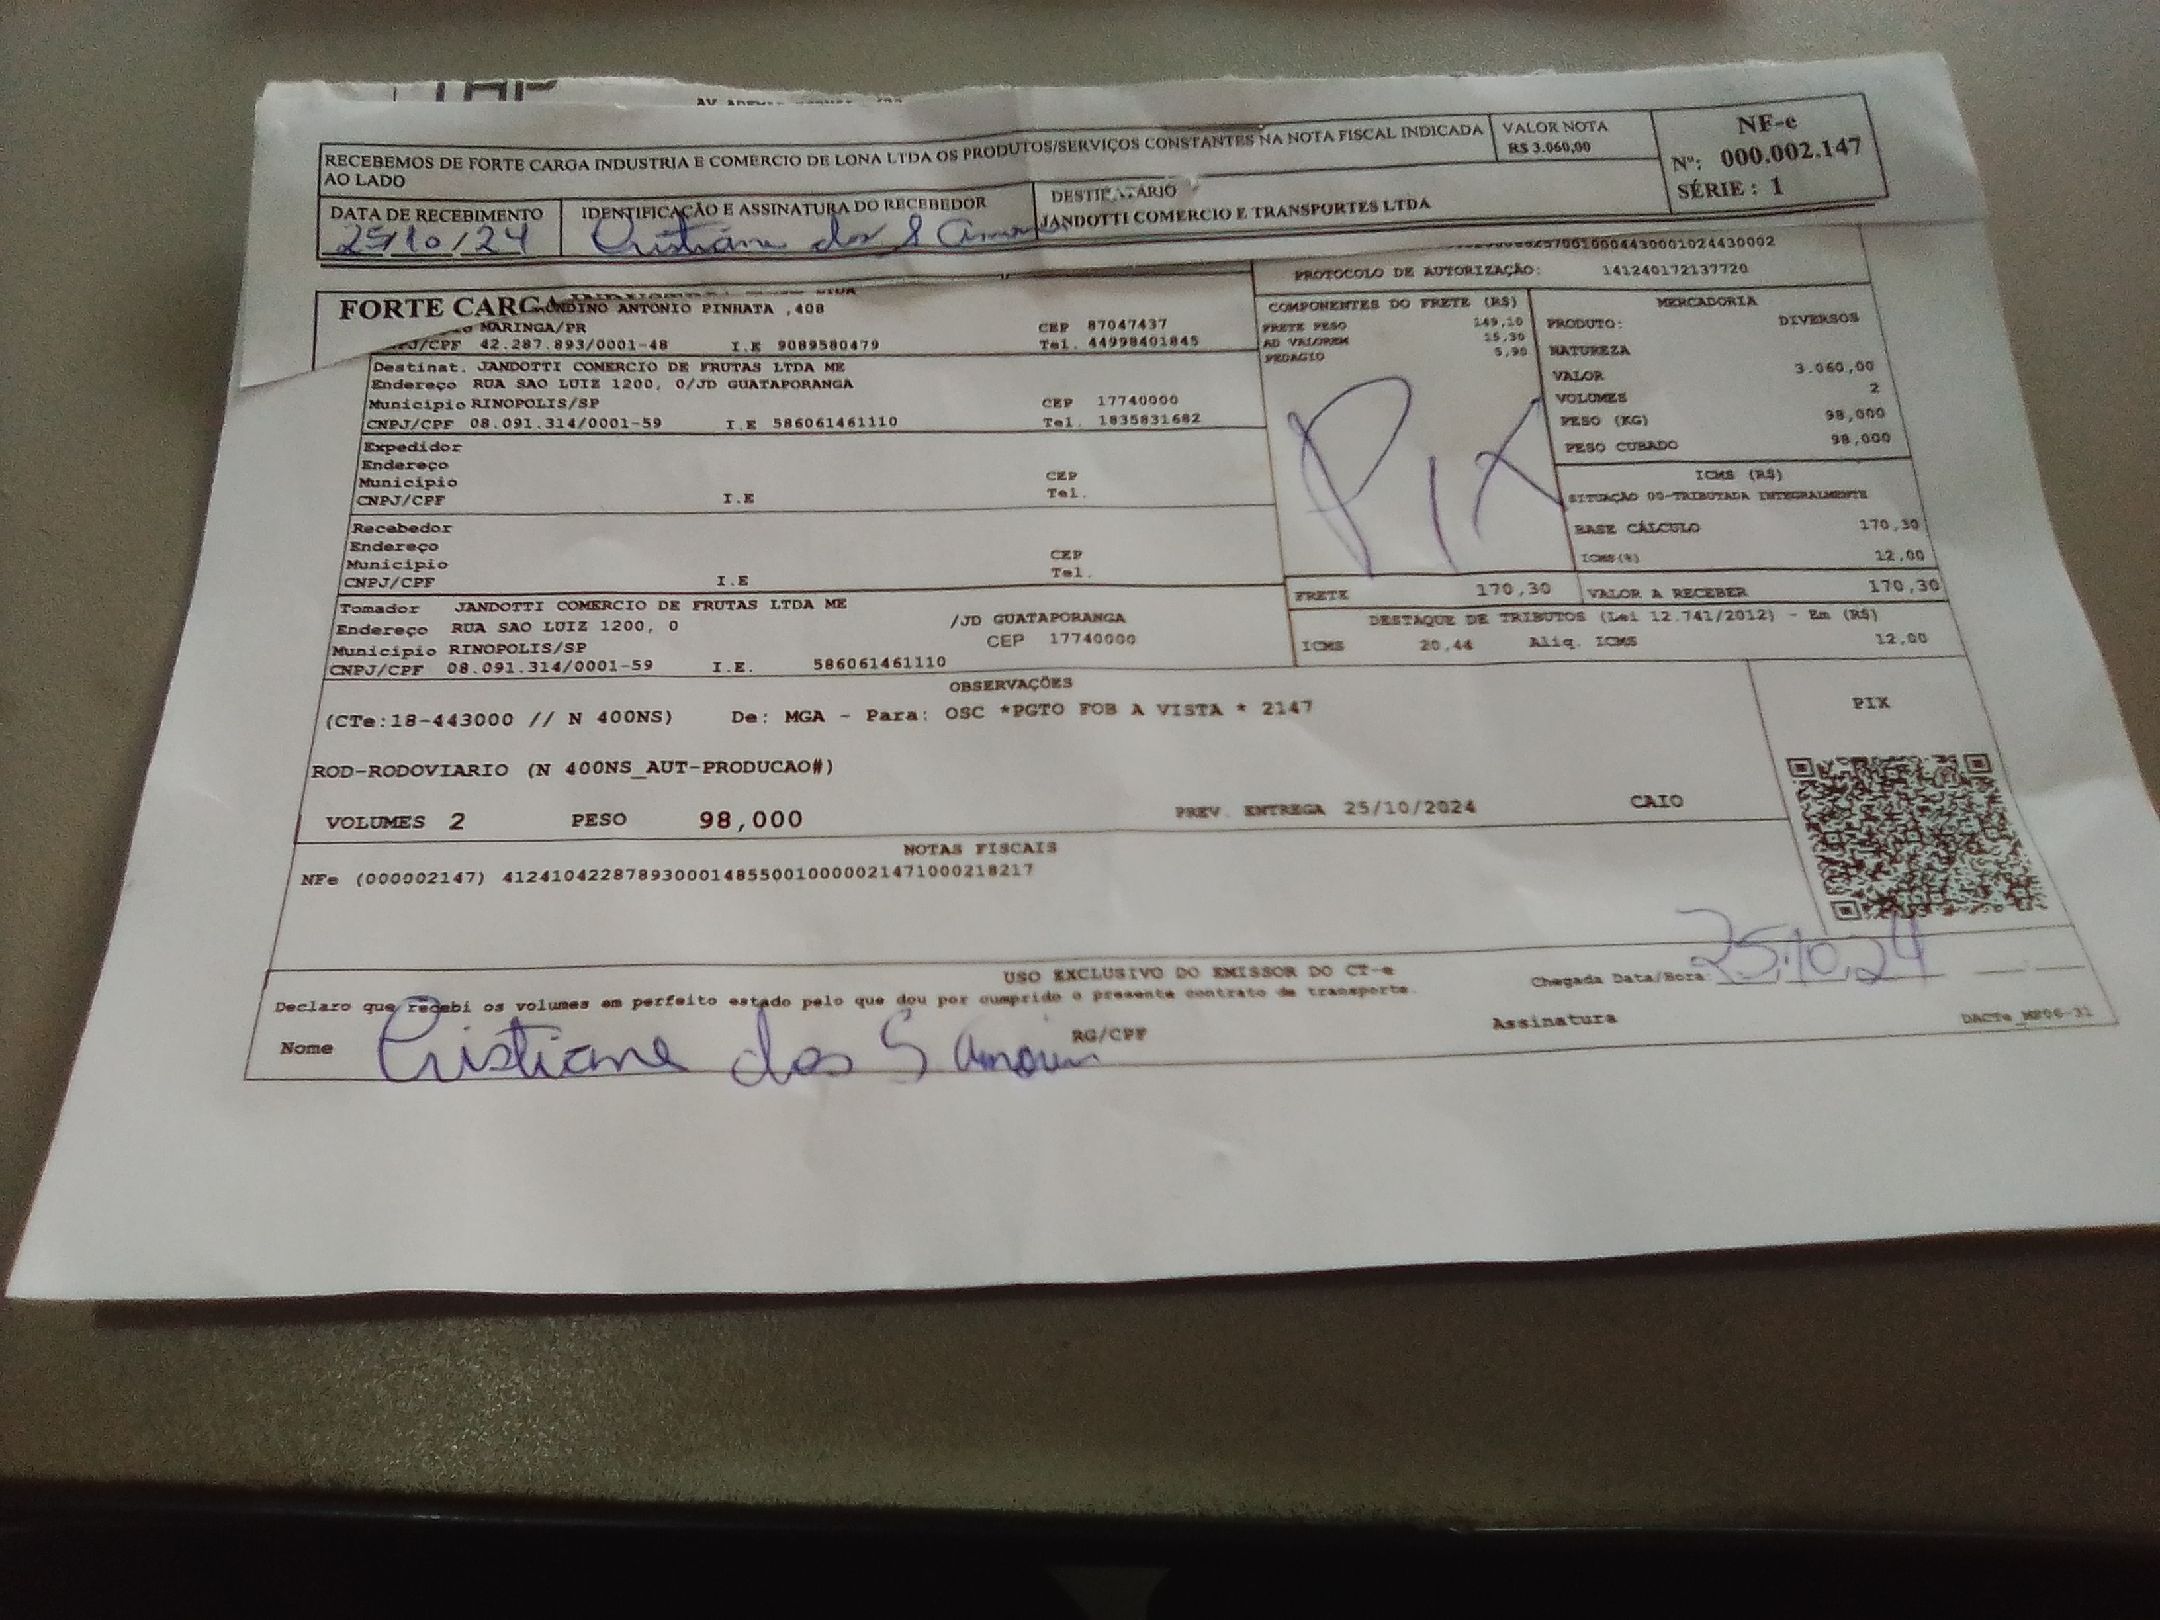 RECEBEMOS DE FORTE CARGA INDUSTRIA E COMERCIO DE LONA LTDA OS PRODUTOS/SERVIÇOS CONSTANTES NA NOTA FISCAL INDICADA
AO LADO
VALOR NOTA
R$ 3.060,00
NF-e
Nº: 000.002.147
SÉRIE : 1
DATA DE RECEBIMENTO
25/10/24
IDENTIFICAÇÃO E ASSINATURA DO RECEBEDOR
Cristiane dos S Amorim
DESTINATÁRIO
JANDOTTI COMERCIO E TRANSPORTES LTDA
PROTOCOLO DE AUTORIZAÇÃO: 141240172137720
FORTE CARGA
ANTONIO PINHATA ,408
MARINGA/PR CEP 87047437
/CPF 42.287.893/0001-48 I.E 9089580479 Tel. 44998401845
Destinat. JANDOTTI COMERCIO DE FRUTAS LTDA ME
Endereço RUA SAO LUIZ 1200, 0/JD GUATAPORANGA
Municipio RINOPOLIS/SP CEP 17740000
CNPJ/CPF 08.091.314/0001-59 I.E 586061461110 Tel. 1835831682
Expedidor
Endereço
Municipio CEP
CNPJ/CPF I.E Tel.
Recebedor
Endereço
Municipio CEP
CNPJ/CPF I.E Tel.
Tomador JANDOTTI COMERCIO DE FRUTAS LTDA ME
Endereço RUA SAO LUIZ 1200, 0 /JD GUATAPORANGA
Municipio RINOPOLIS/SP CEP 17740000
CNPJ/CPF 08.091.314/0001-59 I.E. 586061461110
COMPONENTES DO FRETE (R$)
FRETE PESO 149,10
AD VALOREM 15,30
PEDAGIO 5,90
PIX
MERCADORIA
PRODUTO: DIVERSOS
NATUREZA
VALOR 3.060,00
VOLUMES 2
PESO (KG) 98,000
PESO CUBADO 98,000
ICMS (R$)
SITUAÇÃO 00-TRIBUTADA INTEGRALMENTE
BASE CÁLCULO 170,30
ICMS(%) 12,00
FRETE 170,30 VALOR A RECEBER 170,30
DESTAQUE DE TRIBUTOS (Lei 12.741/2012) - Em (R$)
ICMS 20,44 Aliq. ICMS 12,00
OBSERVAÇÕES
(CTe:18-443000 // N 400NS) De: MGA - Para: OSC *PGTO FOB A VISTA * 2147
ROD-RODOVIARIO (N 400NS_AUT-PRODUCAO#)
VOLUMES 2 PESO 98,000 PREV. ENTREGA 25/10/2024 CAIO
PIX
NOTAS FISCAIS
NFe (000002147) 41241042287893000148550010000021471000218217
USO EXCLUSIVO DO EMISSOR DO CT-e
Declaro que recebi os volumes em perfeito estado pelo que dou por cumprido o presente contrato de transporte.
Chegada Data/Hora 25/10/24
Nome Cristiane dos S Amorim RG/CPF Assinatura
DACTe_MP06-31